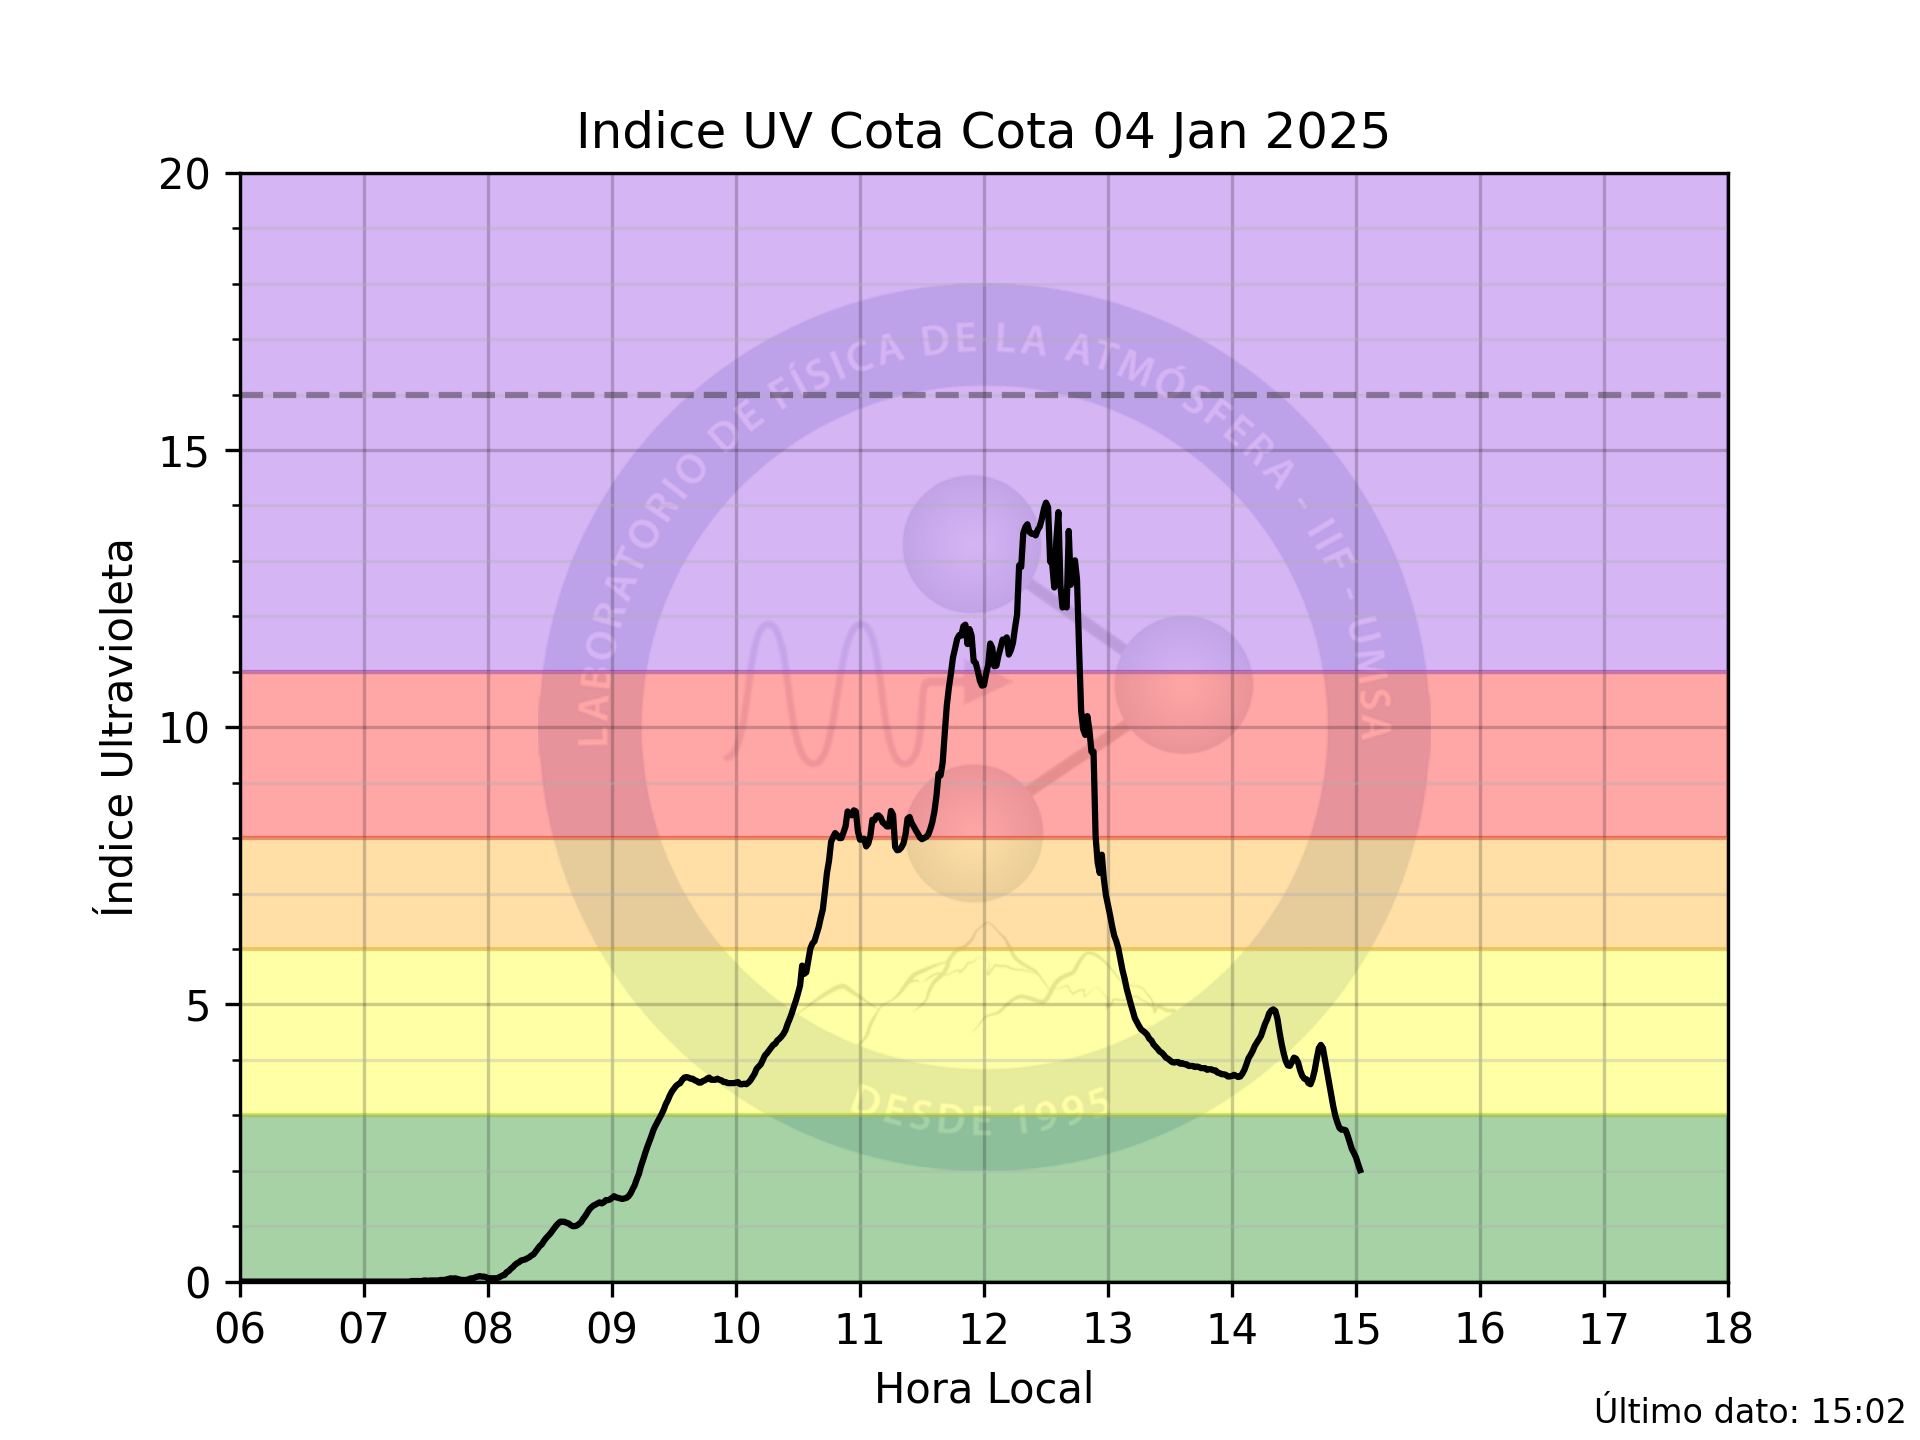 Indice UV Cota Cota 04 Jan 2025
20
15
10
5
0
Índice Ultravioleta
LABORATORIO DE FÍSICA DE LA ATMÓSFERA - IIF - UMSA
DESDE 1995
06 07 08 09 10 11 12 13 14 15 16 17 18
Hora Local
Último dato: 15:02